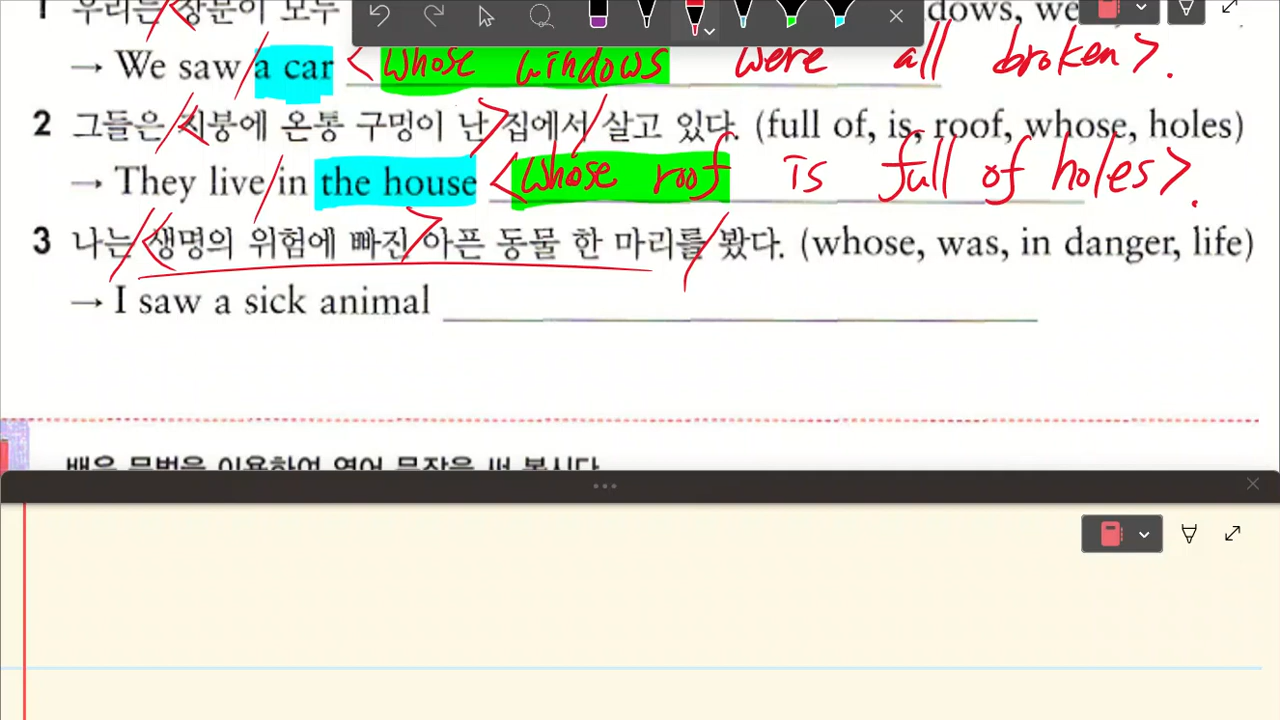 1 우리는 창문이 모두 dows, we
→ We saw a car <whose windows were all broken>.
2 그들은 지붕에 온통 구멍이 난 집에서 살고 있다. (full of, is, roof, whose, holes)
→ They live in the house <whose roof is full of holes>.
3 나는 생명의 위험에 빠진 아픈 동물 한 마리를 봤다. (whose, was, in danger, life)
→ I saw a sick animal
배운 문법을 이용하여 영어 문장을 써 봅시다.